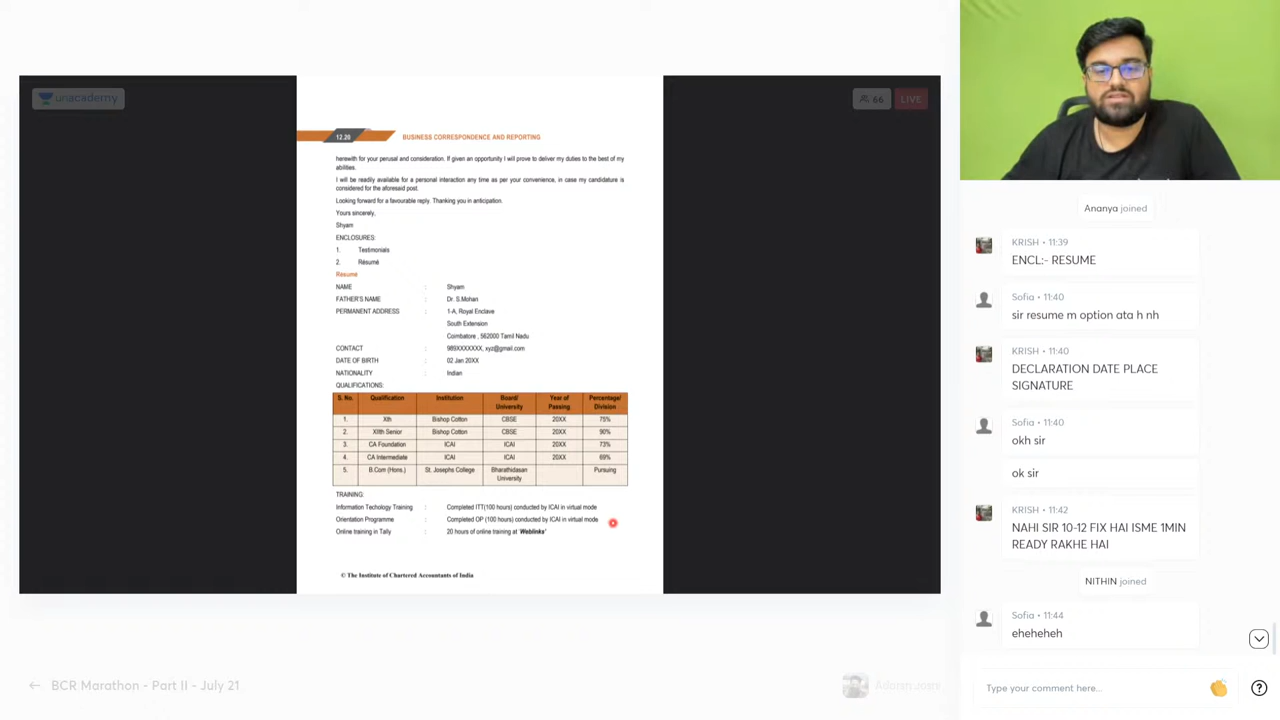 unacademy
66
LIVE
12.20
BUSINESS CORRESPONDENCE AND REPORTING
herewith for your perusal and consideration. If given an opportunity I will prove to deliver my duties to the best of my
abilities.
I will be readily available for a personal interaction any time as per your convenience, in case my candidature is
considered for the aforesaid post.
Looking forward for a favourable reply. Thanking you in anticipation.
Yours sincerely,
Shyam
ENCLOSURES:
1. Testimonials
2. Résumé
Resumé
NAME : Shyam
FATHER'S NAME : Dr. S.Mohan
PERMANENT ADDRESS : 1-A, Royal Enclave
South Extension
Coimbatore , 562000 Tamil Nadu
CONTACT : 989XXXXXXX, xyz@gmail.com
DATE OF BIRTH : 02 Jan 20XX
NATIONALITY : Indian
QUALIFICATIONS:
S. No. Qualification Institution Board/ University Year of Passing Percentage/ Division
1. Xth Bishop Cotton CBSE 20XX 75%
2. XIIth Senior Bishop Cotton CBSE 20XX 90%
3. CA Foundation ICAI ICAI 20XX 73%
4. CA Intermediate ICAI ICAI 20XX 69%
5. B.Com (Hons.) St. Josephs College Bharathidasan University Pursuing
TRAINING:
Information Techology Training : Completed ITT(100 hours) conducted by ICAI in virtual mode
Orientation Programme : Completed OP (100 hours) conducted by ICAI in virtual mode
Online training in Tally : 20 hours of online training at 'Weblinks'
© The Institute of Chartered Accountants of India
BCR Marathon - Part II - July 21
Ananya joined
KRISH • 11:39
ENCL:- RESUME
Sofia • 11:40
sir resume m option ata h nh
KRISH • 11:40
DECLARATION DATE PLACE
SIGNATURE
Sofia • 11:40
okh sir
ok sir
KRISH • 11:42
NAHI SIR 10-12 FIX HAI ISME 1MIN
READY RAKHE HAI
NITHIN joined
Sofia • 11:44
eheheheh
Type your comment here...